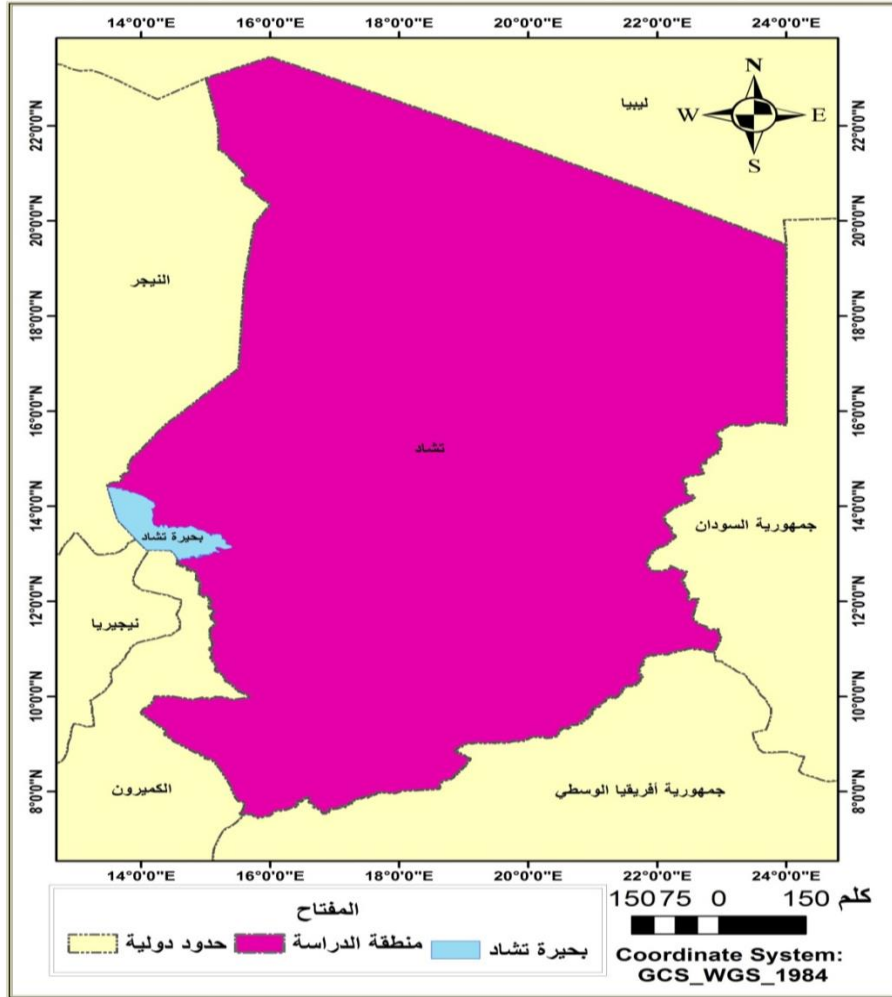 14°0'0"E 16°0'0"E 18°0'0"E 20°0'0"E 22°0'0"E 24°0'0"E
N
W E
S
ليبيا
22°0'0"N 22°0'0"N
20°0'0"N 20°0'0"N
النيجر
18°0'0"N 18°0'0"N
16°0'0"N 16°0'0"N
تشاد
14°0'0"N 14°0'0"N
جمهورية السودان
بحيرة تشاد
12°0'0"N 12°0'0"N
نيجيريا
10°0'0"N 10°0'0"N
8°0'0"N 8°0'0"N
الكميرون
جمهورية أفريقيا الوسطي
14°0'0"E 16°0'0"E 18°0'0"E 20°0'0"E 22°0'0"E 24°0'0"E
المفتاح
بحيرة تشاد منطقة الدراسة حدود دولية
150 75 0 150 كلم
Coordinate System:
GCS_WGS_1984